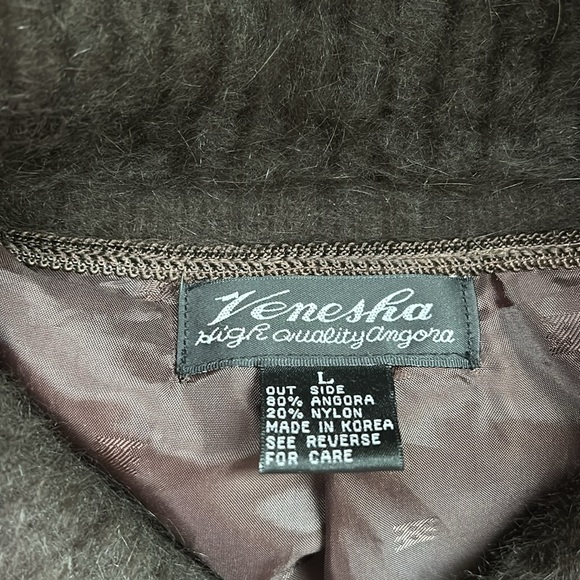 Venesha
High Quality Angora
L
OUT SIDE
80% ANGORA
20% NYLON
MADE IN KOREA
SEE REVERSE
FOR CARE